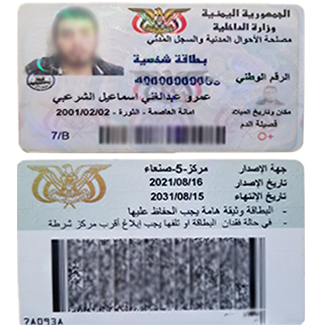 الجمهورية اليمنية
وزارة الداخلية
مصلحة الأحوال المدنية والسجل المدني
بطاقة شخصية
الرقم الوطني
عمرو عبدالغني اسماعيل الشرعبي
مكان وتاريخ الميلاد
امانة العاصمة - الثورة - 2001/02/02
فصيلة الدم
O+
7/B
جهة الإصدار مركز-5-صنعاء
تاريخ الإصدار 2021/08/16
تاريخ الإنتهاء 2031/08/15
- البطاقة وثيقة هامة يجب الحفاظ عليها
- في حالة فقدان البطاقة او تلفها يجب إبلاغ أقرب مركز شرطة
7A093A